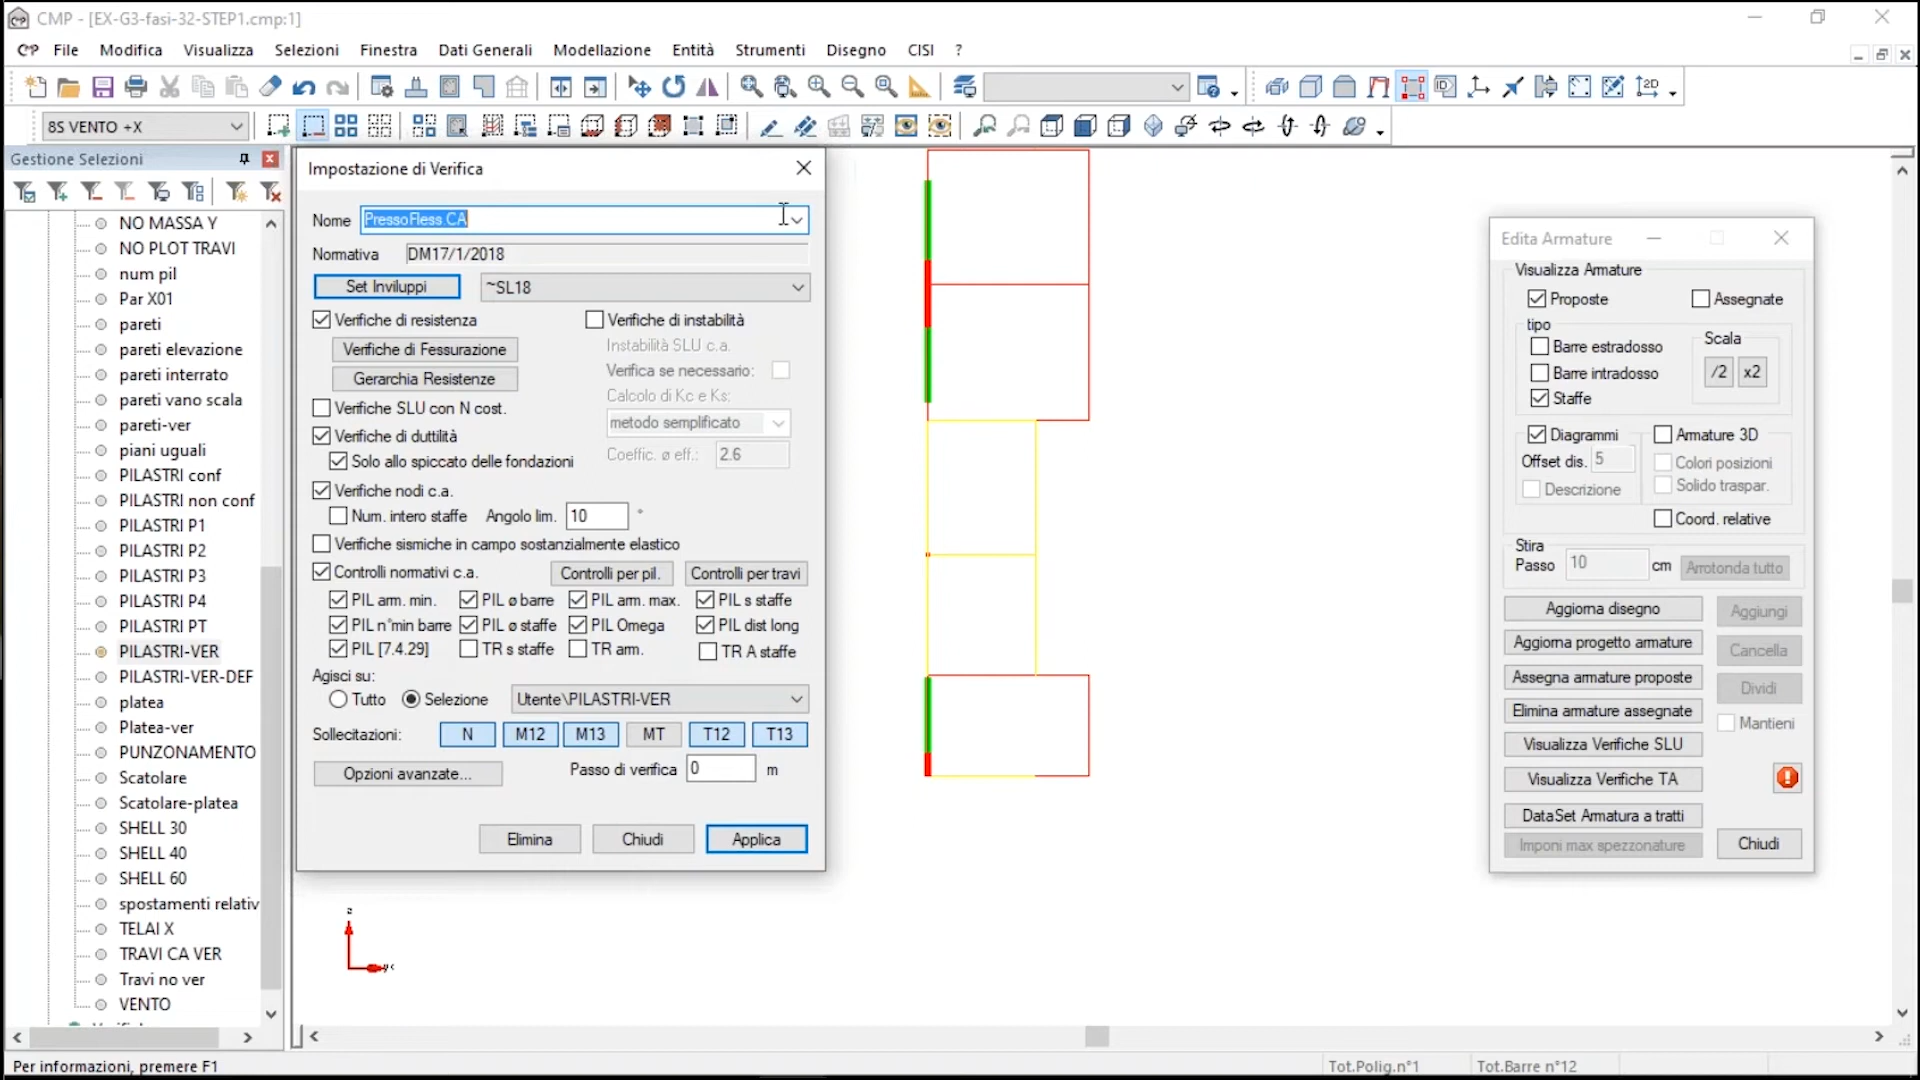 CMP - [EX-G3-fasi-32-STEP1.cmp:1]
File Modifica Visualizza Selezioni Finestra Dati Generali Modellazione Entità Strumenti Disegno CISI ?
8S VENTO +X
Gestione Selezioni
NO MASSA Y
NO PLOT TRAVI
num pil
Par X01
pareti
pareti elevazione
pareti interrato
pareti vano scala
pareti-ver
piani uguali
PILASTRI conf
PILASTRI non conf
PILASTRI P1
PILASTRI P2
PILASTRI P3
PILASTRI P4
PILASTRI PT
PILASTRI-VER
PILASTRI-VER-DEF
platea
Platea-ver
PUNZONAMENTO
Scatolare
Scatolare-platea
SHELL 30
SHELL 40
SHELL 60
spostamenti relativ
TELAI X
TRAVI CA VER
Travi no ver
VENTO
Impostazione di Verifica
Nome PressoFless.CA
Normativa DM17/1/2018
Set Inviluppi ~SL18
Verifiche di resistenza Verifiche di instabilità
Verifiche di Fessurazione Instabilità SLU c.a.
Gerarchia Resistenze Verifica se necessario:
Calcolo di Kc e Ks:
Verifiche SLU con N cost. metodo semplificato
Verifiche di duttilità
Solo allo spiccato delle fondazioni Coeffic. ø eff.: 2.6
Verifiche nodi c.a.
Num. intero staffe Angolo lim. 10 °
Verifiche sismiche in campo sostanzialmente elastico
Controlli normativi c.a. Controlli per pil. Controlli per travi
PIL arm. min. PIL ø barre PIL arm. max. PIL s staffe
PIL n°min barre PIL ø staffe PIL Omega PIL dist long
PIL [7.4.29] TR s staffe TR arm. TR A staffe
Agisci su:
Tutto Selezione Utente\PILASTRI-VER
Sollecitazioni: N M12 M13 MT T12 T13
Opzioni avanzate... Passo di verifica 0 m
Elimina Chiudi Applica
Edita Armature
Visualizza Armature
Proposte Assegnate
tipo
Barre estradosso Scala
Barre intradosso /2 x2
Staffe
Diagrammi Armature 3D
Offset dis. 5 Colori posizioni
Descrizione Solido traspar.
Coord. relative
Stira
Passo 10 cm Arrotonda tutto
Aggiorna disegno Aggiungi
Aggiorna progetto armature Cancella
Assegna armature proposte Dividi
Elimina armature assegnate Mantieni
Visualizza Verifiche SLU
Visualizza Verifiche TA
DataSet Armatura a tratti
Imponi max spezzonature Chiudi
Per informazioni, premere F1 Tot.Polig.n°1 Tot.Barre n°12